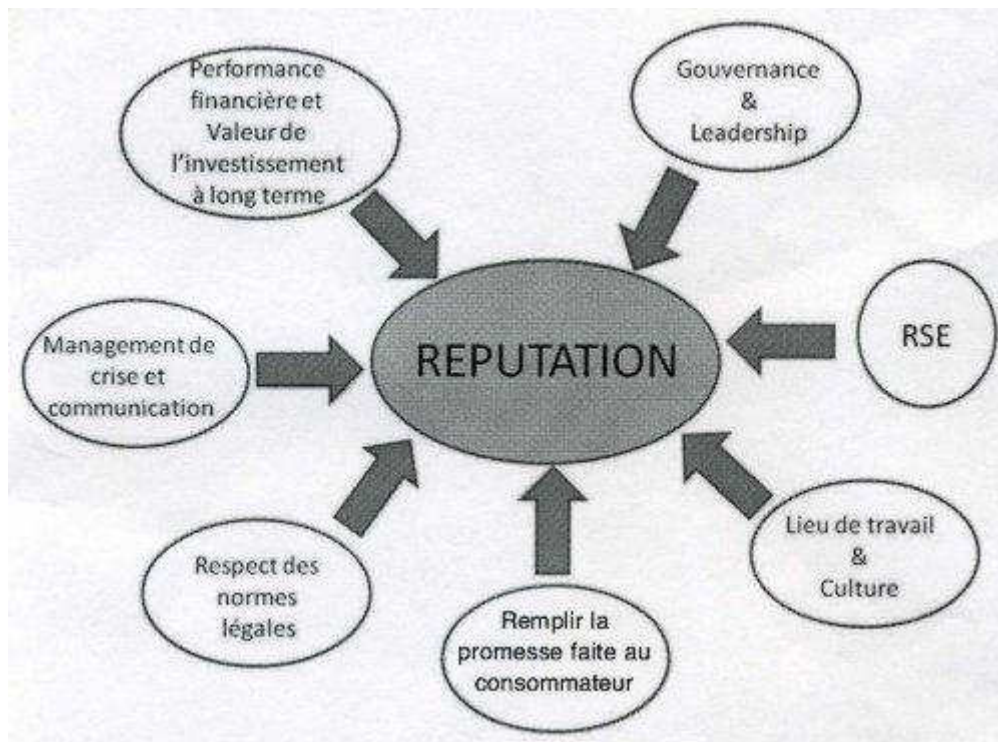 Performance
financière et
Valeur de
l'investissement
à long terme
Gouvernance
&
Leadership
Management de
crise et
communication
REPUTATION
RSE
Respect des
normes
légales
Remplir la
promesse faite au
consommateur
Lieu de travail
&
Culture